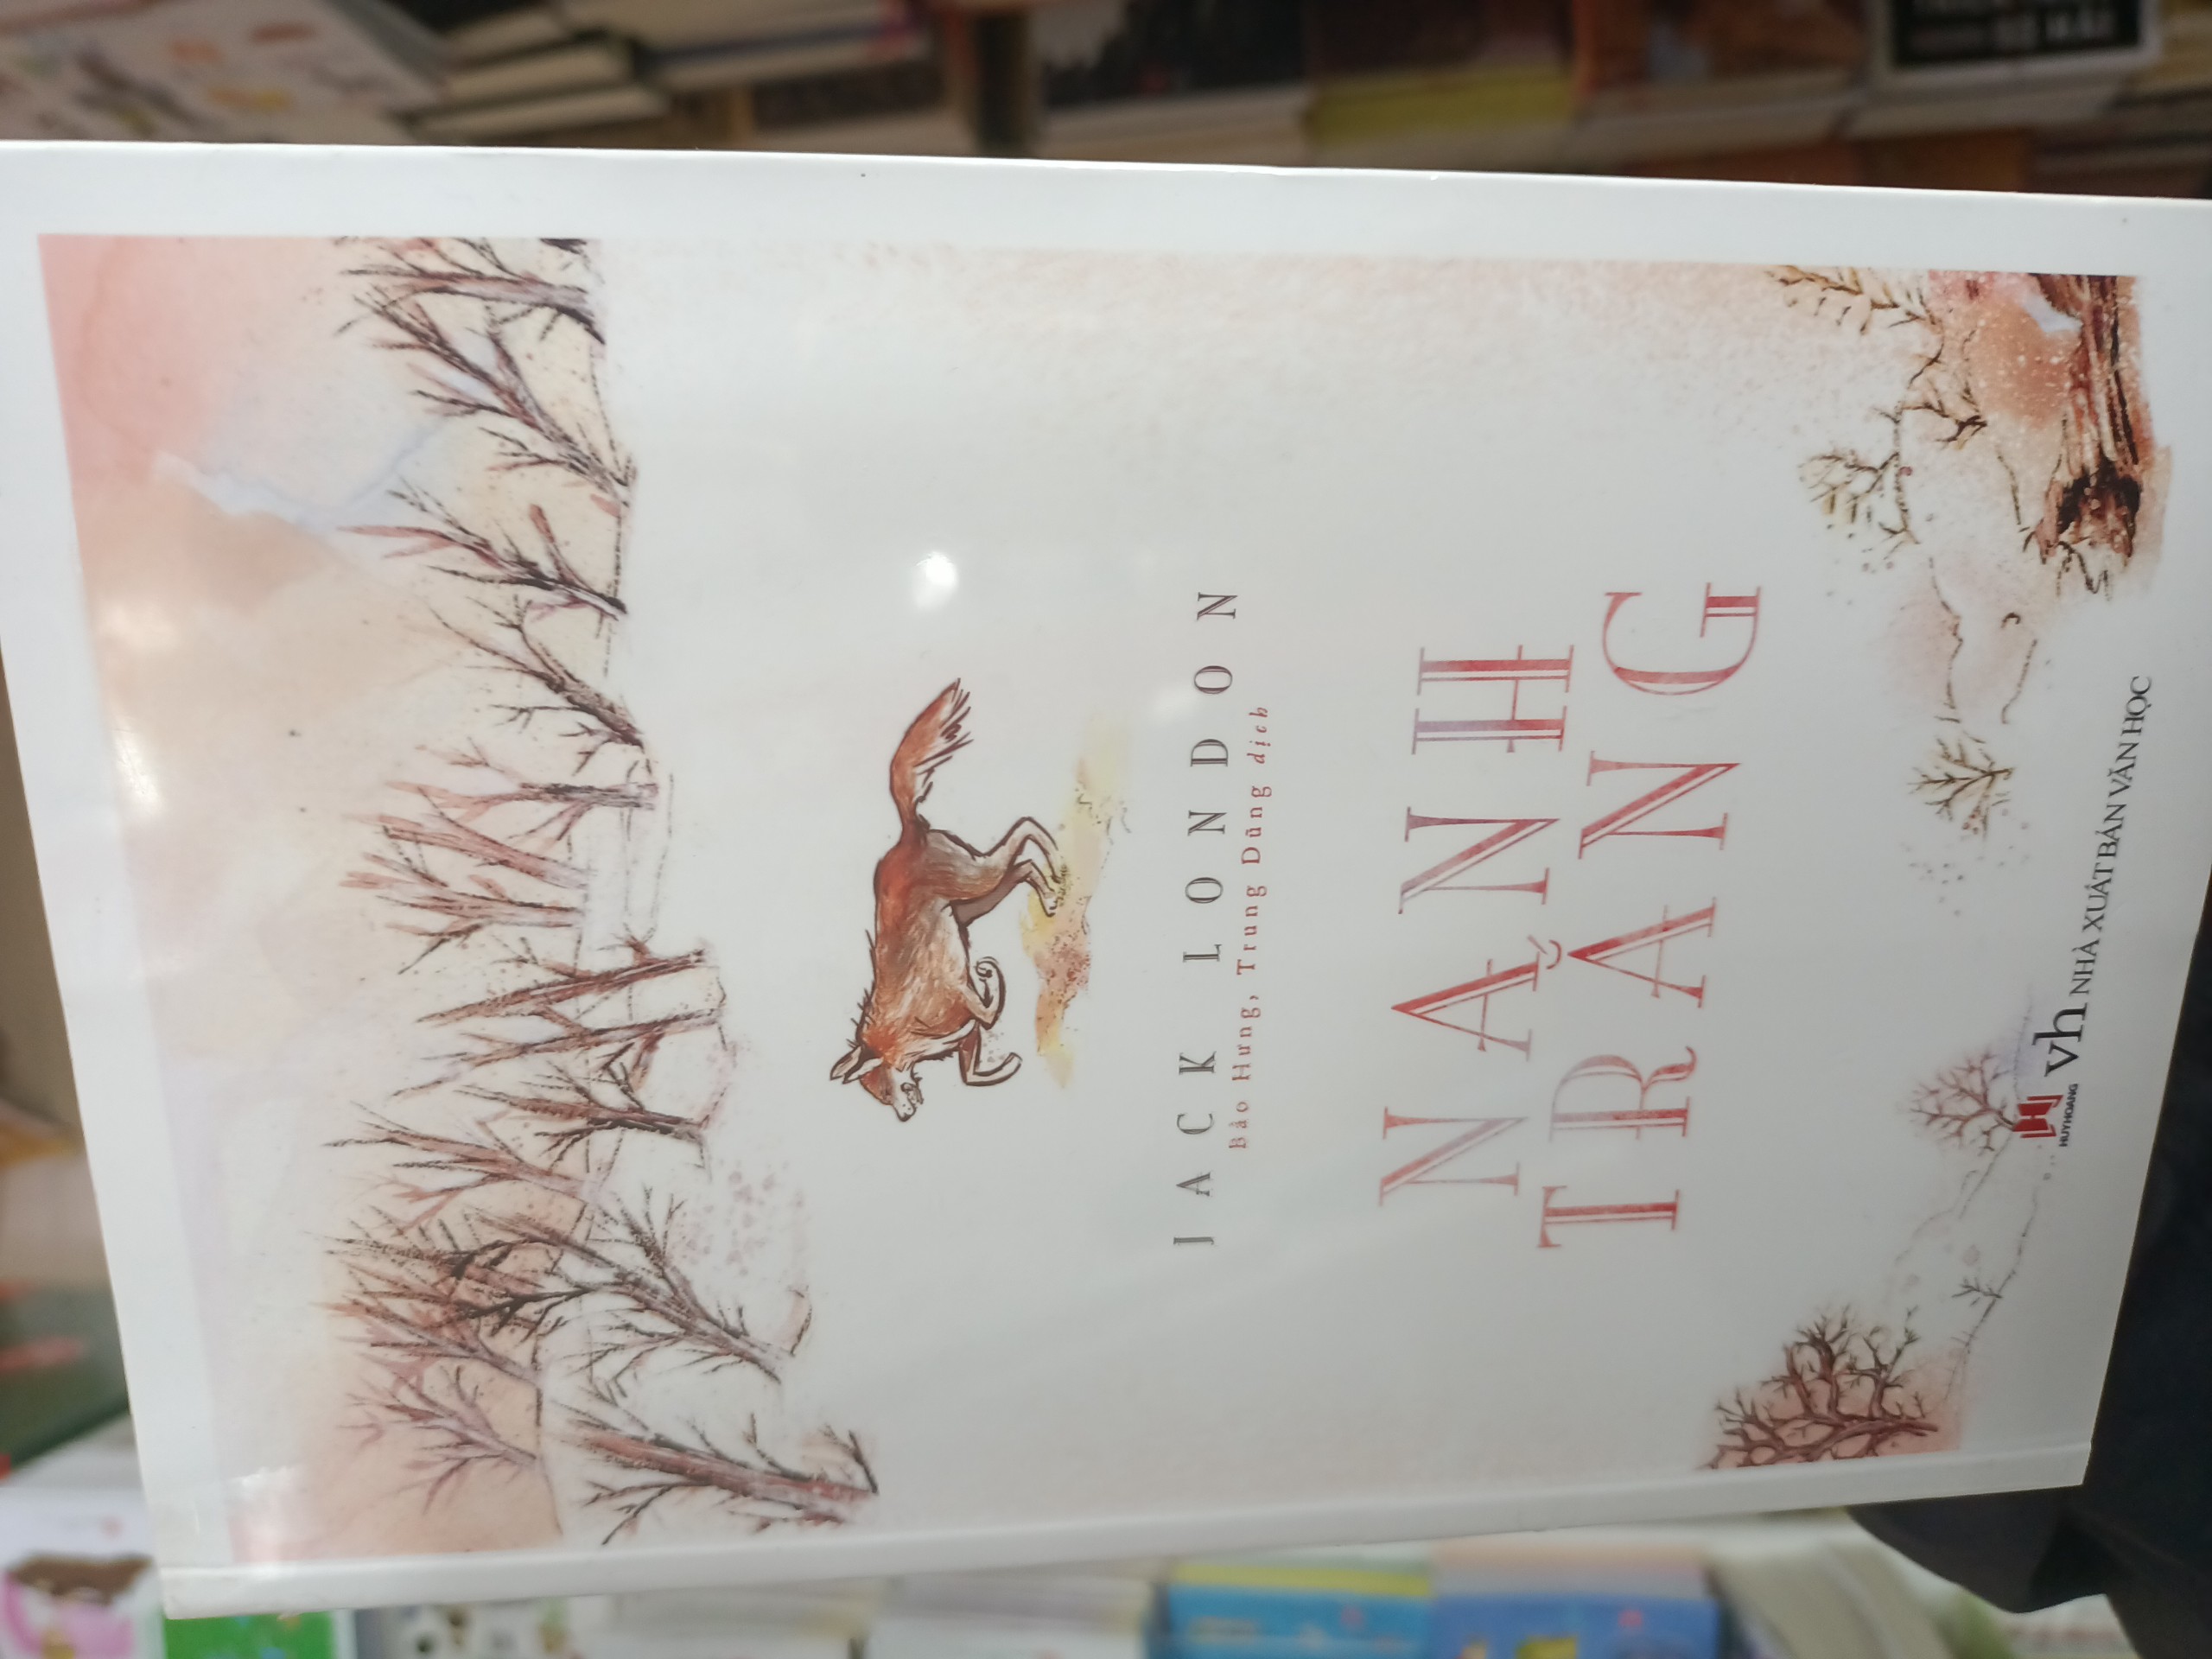 JACK LONDON
Bảo Hưng, Trung Dũng dịch
NANH
TRẮNG
HUYHOANG
vh NHÀ XUẤT BẢN VĂN HỌC